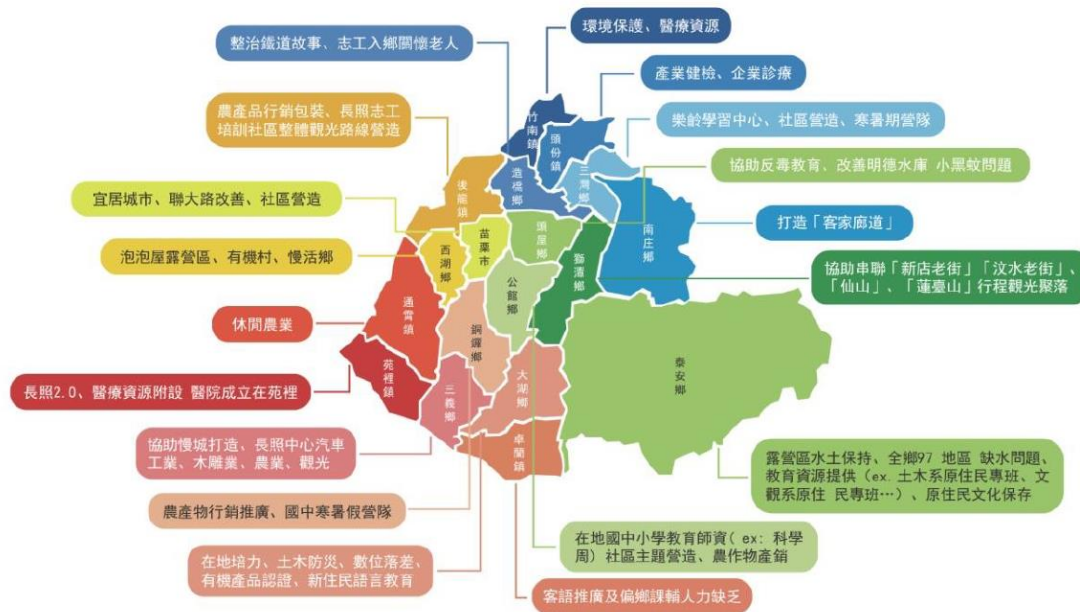 環境保護、醫療資源
整治鐵道故事、志工入鄉關懷老人
產業健檢、企業診療
農產品行銷包裝、長照志工
培訓社區整體觀光路線營造
樂齡學習中心、社區營造、寒暑期營隊
協助反毒教育、改善明德水庫 小黑蚊問題
宜居城市、聯大路改善、社區營造
打造「客家廊道」
泡泡屋露營區、有機村、慢活鄉
協助串聯「新店老街」「汶水老街」、
「仙山」、「蓮臺山」行程觀光聚落
休閒農業
長照2.0、醫療資源附設 醫院成立在苑裡
協助慢城打造、長照中心汽車
工業、木雕業、農業、觀光
露營區水土保持、全鄉97 地區 缺水問題、
教育資源提供（ex. 土木系原住民專班、文
觀系原住 民專班…）、原住民文化保存
農產物行銷推廣、國中寒暑假營隊
在地國中小學教育師資( ex: 科學
周）社區主題營造、農作物產銷
在地培力、土木防災、數位落差、
有機產品認證、新住民語言教育
客語推廣及偏鄉課輔人力缺乏
竹南鎮
頭份鎮
三灣鄉
造橋鄉
後龍鎮
南庄鄉
頭屋鄉
苗栗市
西湖鄉
獅潭鄉
公館鄉
通霄鎮
銅鑼鄉
泰安鄉
苑裡鎮
大湖鄉
三義鄉
卓蘭鎮